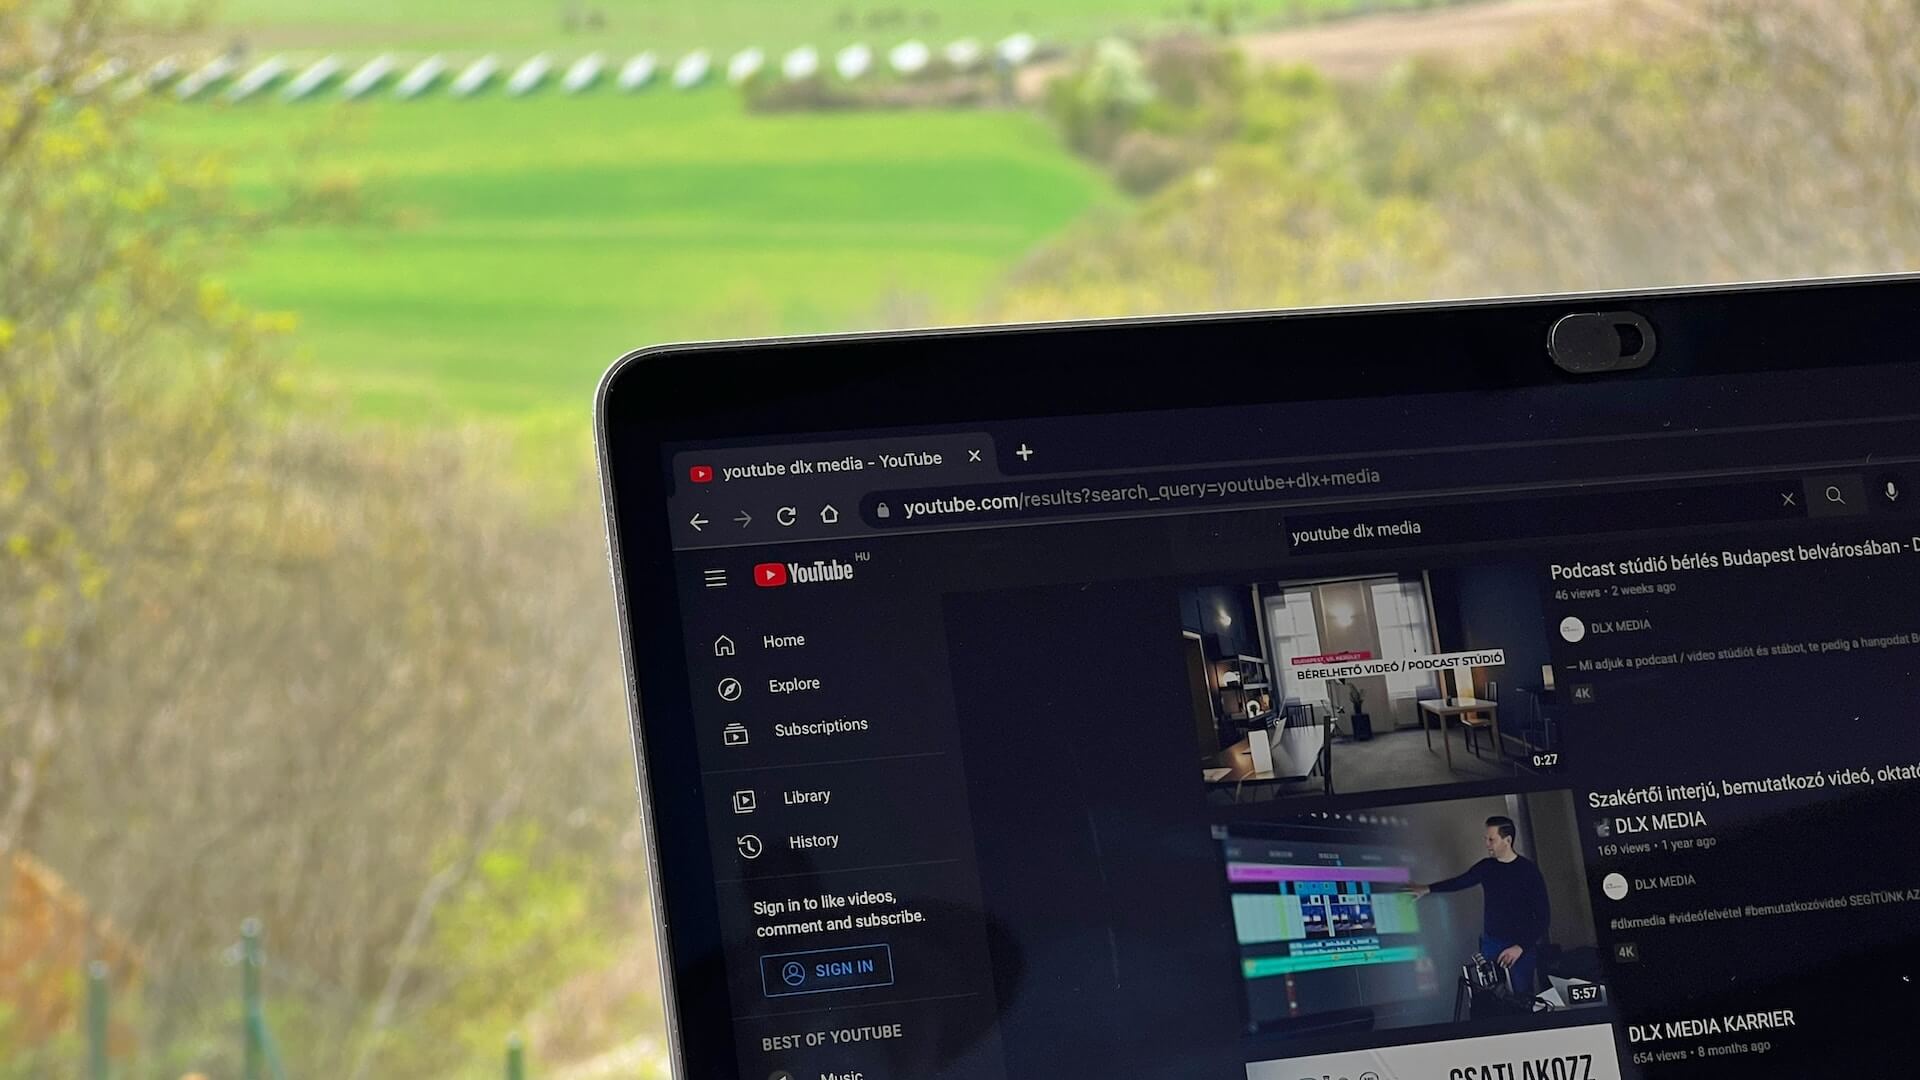 youtube dlx media - YouTube
youtube.com/results?search_query=youtube+dlx+media
youtube dlx media
YouTube HU
Home
Explore
Subscriptions
Library
History
Sign in to like videos,
comment and subscribe.
SIGN IN
BEST OF YOUTUBE
Music
BUDAPEST, VII. KERÜLET
BÉRELHETŐ VIDEÓ / PODCAST STÚDIÓ
0:27
Podcast stúdió bérlés Budapest belvárosában - D
46 views • 2 weeks ago
DLX MEDIA
— Mi adjuk a podcast / video stúdiót és stábot, te pedig a hangodat B
4K
5:57
Szakértői interjú, bemutatkozó videó, oktató
DLX MEDIA
169 views • 1 year ago
DLX MEDIA
#dlxmedia #videófelvétel #bemutatkozóvideó SEGÍTÜNK AZ
4K
CSATLAKOZZ
DLX MEDIA KARRIER
654 views • 8 months ago